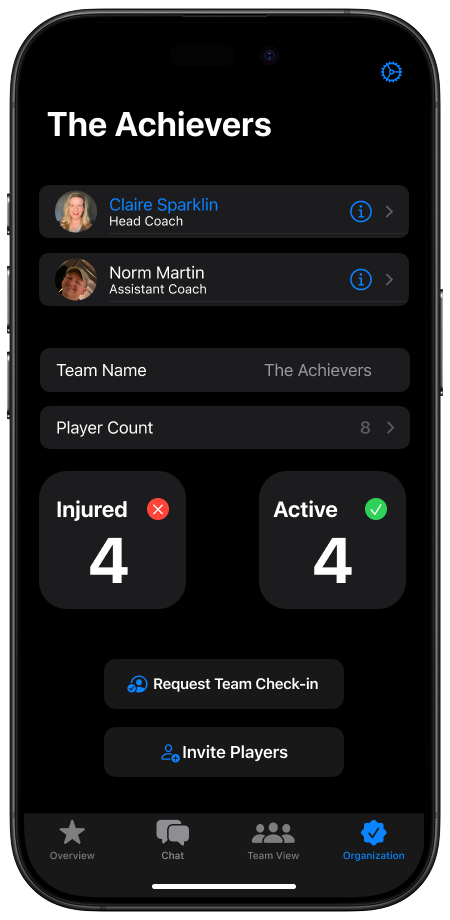 The Achievers
Claire Sparklin
Head Coach
Norm Martin
Assistant Coach
Team Name The Achievers
Player Count 8
Injured Active
4 4
Request Team Check-in
Invite Players
Overview Chat Team View Organization